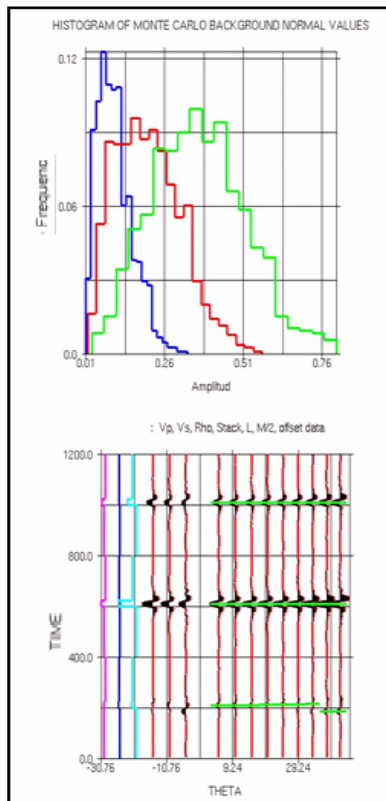 HISTOGRAM OF MONTE CARLO BACKGROUND NORMAL VALUES
0.12
0.06
0.0
: Frequenc
0.01 0.26 0.51 0.76
Amplitud
: Vp, Vs, Rho, Stack, L, M/2, offset data
1200.0
800.0
400.0
0.0
TIIME
-30.76 -10.76 9.24 29.24
THETA